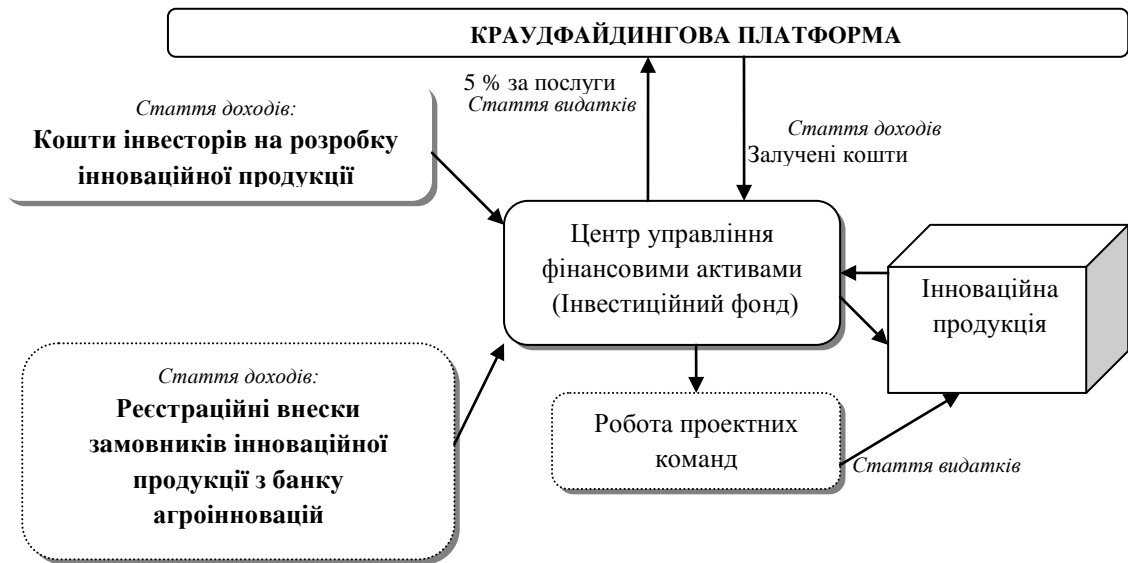 КРАУДФАЙДИНГОВА ПЛАТФОРМА
5 % за послуги
Стаття видатків
Стаття доходів:
Кошти інвесторів на розробку
інноваційної продукції
Стаття доходів
Залучені кошти
Центр управління
фінансовими активами
(Інвестиційний фонд)
Інноваційна
продукція
Стаття доходів:
Реєстраційні внески
замовників інноваційної
продукції з банку
агроінновацій
Робота проектних
команд
Стаття видатків